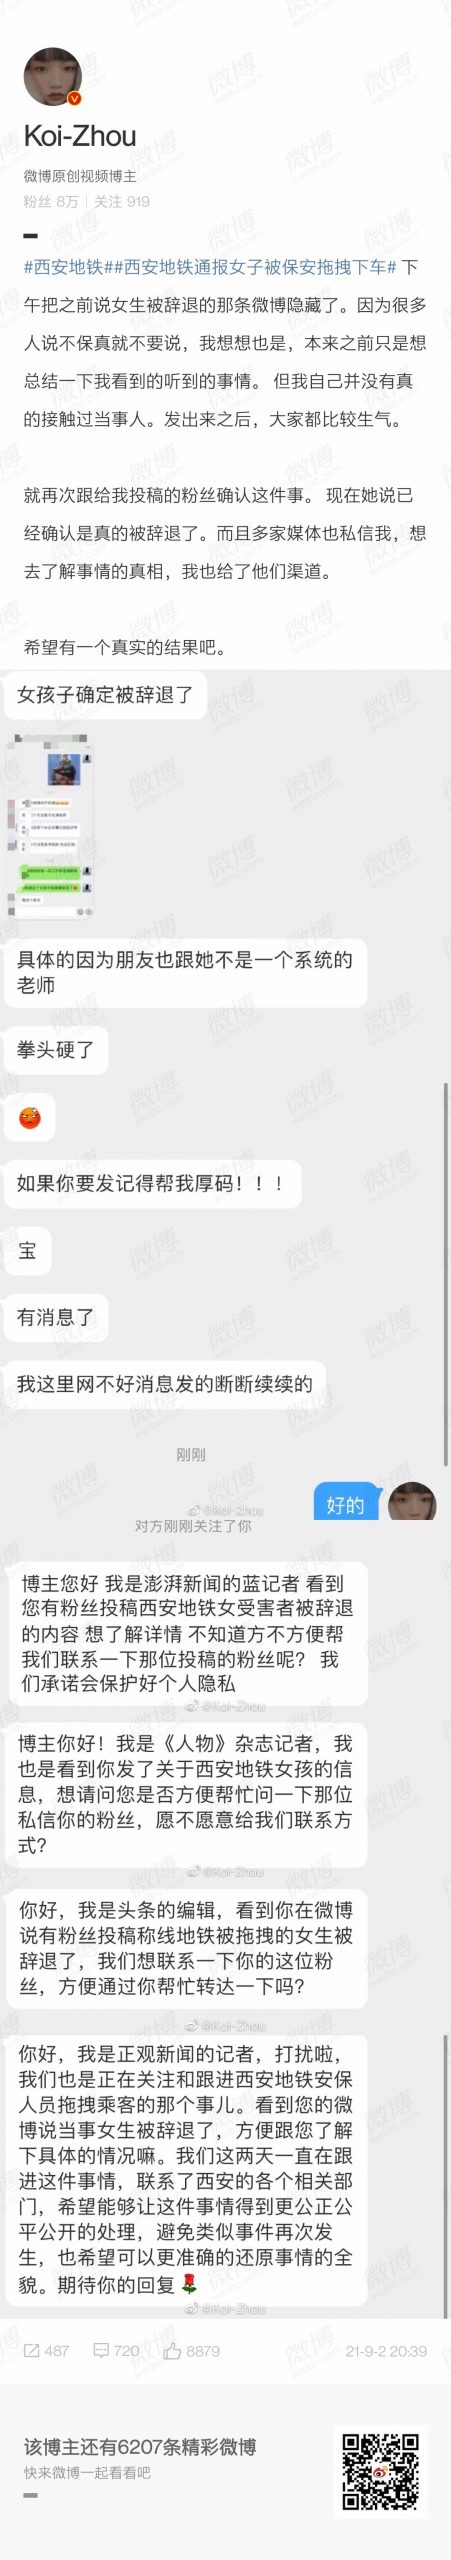 Koi-Zhou
微博原创视频博主
粉丝 8万 | 关注 919
#西安地铁##西安地铁通报女子被保安拖拽下车# 下
午把之前说女生被辞退的那条微博隐藏了。因为很多
人说不保真就不要说，我想想也是，本来之前只是想
总结一下我看到的听到的事情。 但我自己并没有真
的接触过当事人。发出来之后，大家都比较生气。
就再次跟给我投稿的粉丝确认这件事。 现在她说已
经确认是真的被辞退了。而且多家媒体也私信我，想
去了解事情的真相，我也给了他们渠道。
希望有一个真实的结果吧。
女孩子确定被辞退了
具体的因为朋友也跟她不是一个系统的
老师
拳头硬了
如果你要发记得帮我厚码！！！
宝
有消息了
我这里网不好消息发的断断续续的
刚刚
好的
@Koi-Zhou
对方刚刚关注了你
博主您好 我是澎湃新闻的蓝记者 看到
您有粉丝投稿西安地铁女受害者被辞退
的内容 想了解详情 不知道方不方便帮
我们联系一下那位投稿的粉丝呢？ 我
们承诺会保护好个人隐私
@Koi-Zhou
博主你好！我是《人物》杂志记者，我
也是看到你发了关于西安地铁女孩的信
息，想请问您是否方便帮忙问一下那位
私信你的粉丝，愿不愿意给我们联系方
式？
@Koi-Zhou
你好，我是头条的编辑，看到你在微博
说有粉丝投稿称线地铁被拖拽的女生被
辞退了，我们想联系一下你的这位粉
丝，方便通过你帮忙转达一下吗？
@Koi-Zhou
你好，我是正观新闻的记者，打扰啦，
我们也是正在关注和跟进西安地铁安保
人员拖拽乘客的那个事儿。看到您的微
博说当事女生被辞退了，方便跟您了解
下具体的情况嘛。我们这两天一直在跟
进这件事情，联系了西安的各个相关部
门，希望能够让这件事情得到更公正公
平公开的处理，避免类似事件再次发
生，也希望可以更准确的还原事情的全
貌。期待你的回复🌹
@Koi-Zhou
487 720 8879 21-9-2 20:39
该博主还有6207条精彩微博
快来微博一起看看吧
微博
weibo.com